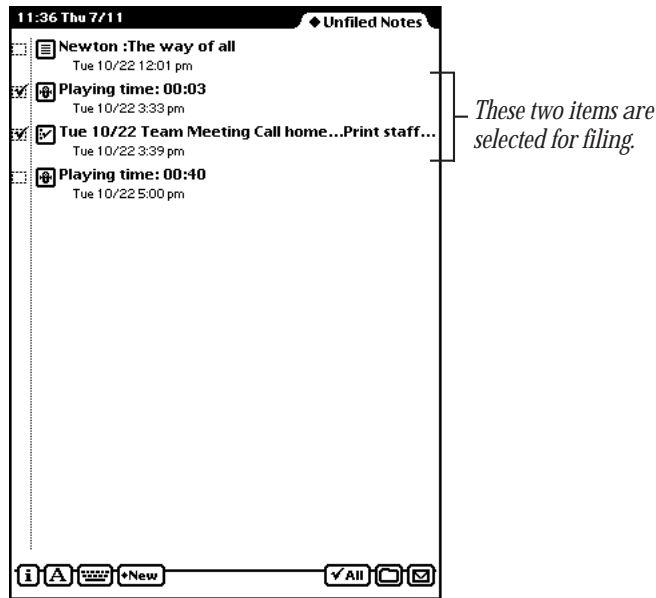 11:36 Thu 7/11
◆Unfiled Notes
Newton :The way of all
Tue 10/22 12:01 pm
Playing time: 00:03
Tue 10/22 3:33 pm
Tue 10/22 Team Meeting Call home...Print staff...
Tue 10/22 3:39 pm
Playing time: 00:40
Tue 10/22 5:00 pm
These two items are
selected for filing.
i A ◆New ✓All